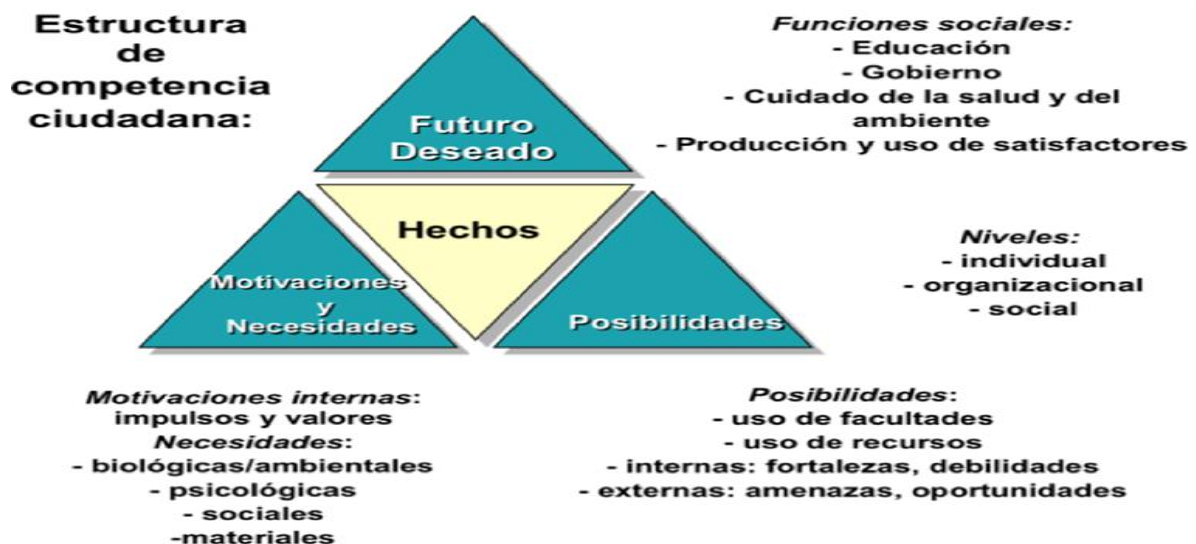 Estructura
de
competencia
ciudadana:
Futuro
Deseado
Hechos
Motivaciones
y
Necesidades
Posibilidades
Funciones sociales:
- Educación
- Gobierno
- Cuidado de la salud y del
ambiente
- Producción y uso de satisfactores
Niveles:
- individual
- organizacional
- social
Motivaciones internas:
impulsos y valores
Necesidades:
- biológicas/ambientales
- psicológicas
- sociales
-materiales
Posibilidades:
- uso de facultades
- uso de recursos
- internas: fortalezas, debilidades
- externas: amenazas, oportunidades